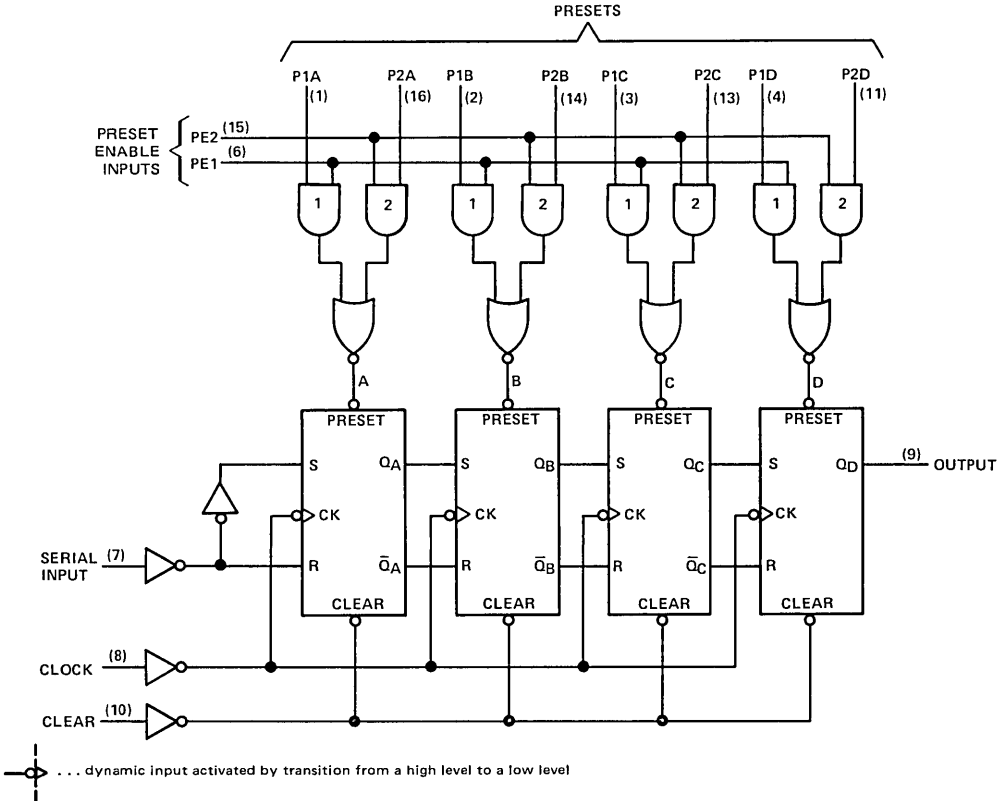 PRESETS
P1A P2A P1B P2B P1C P2C P1D P2D
(1) (16) (2) (14) (3) (13) (4) (11)
PRESET
ENABLE
INPUTS
PE2 (15)
PE1 (6)
1 2 1 2 1 2 1 2
A B C D
PRESET PRESET PRESET PRESET
S QA S QB S QC S QD (9) OUTPUT
CK CK CK CK
SERIAL
INPUT
(7)
R Q̅A R Q̅B R Q̅C R
CLEAR CLEAR CLEAR CLEAR
CLOCK (8)
CLEAR (10)
... dynamic input activated by transition from a high level to a low level